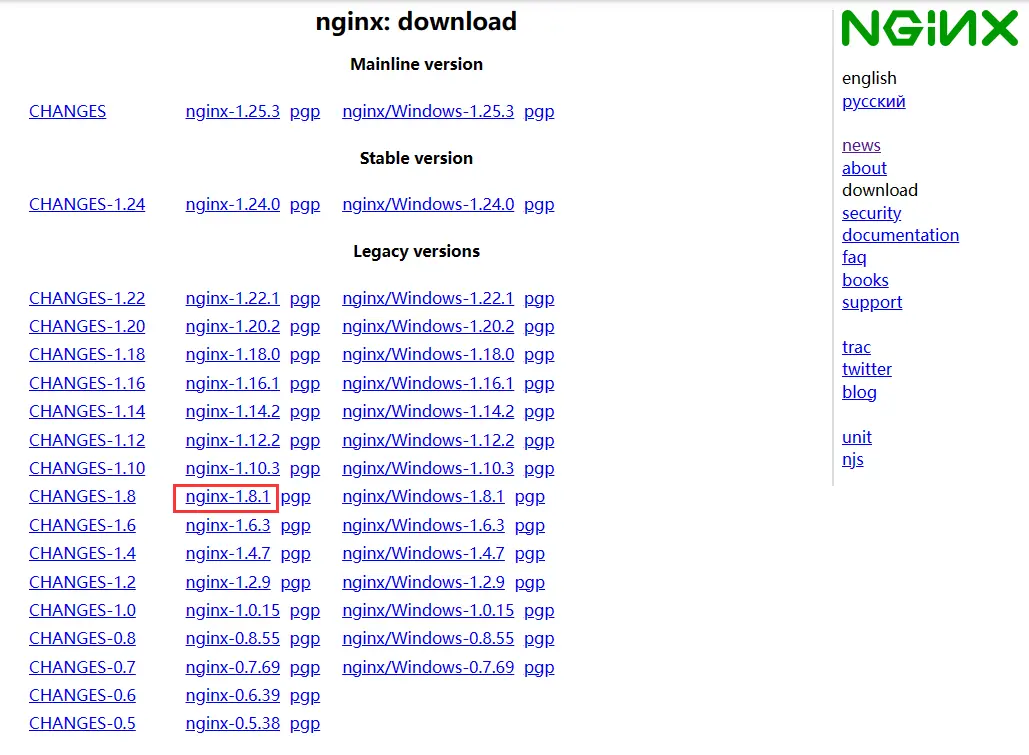 nginx: download
Mainline version
CHANGES nginx-1.25.3 pgp nginx/Windows-1.25.3 pgp
Stable version
CHANGES-1.24 nginx-1.24.0 pgp nginx/Windows-1.24.0 pgp
Legacy versions
CHANGES-1.22 nginx-1.22.1 pgp nginx/Windows-1.22.1 pgp
CHANGES-1.20 nginx-1.20.2 pgp nginx/Windows-1.20.2 pgp
CHANGES-1.18 nginx-1.18.0 pgp nginx/Windows-1.18.0 pgp
CHANGES-1.16 nginx-1.16.1 pgp nginx/Windows-1.16.1 pgp
CHANGES-1.14 nginx-1.14.2 pgp nginx/Windows-1.14.2 pgp
CHANGES-1.12 nginx-1.12.2 pgp nginx/Windows-1.12.2 pgp
CHANGES-1.10 nginx-1.10.3 pgp nginx/Windows-1.10.3 pgp
CHANGES-1.8 nginx-1.8.1 pgp nginx/Windows-1.8.1 pgp
CHANGES-1.6 nginx-1.6.3 pgp nginx/Windows-1.6.3 pgp
CHANGES-1.4 nginx-1.4.7 pgp nginx/Windows-1.4.7 pgp
CHANGES-1.2 nginx-1.2.9 pgp nginx/Windows-1.2.9 pgp
CHANGES-1.0 nginx-1.0.15 pgp nginx/Windows-1.0.15 pgp
CHANGES-0.8 nginx-0.8.55 pgp nginx/Windows-0.8.55 pgp
CHANGES-0.7 nginx-0.7.69 pgp nginx/Windows-0.7.69 pgp
CHANGES-0.6 nginx-0.6.39 pgp
CHANGES-0.5 nginx-0.5.38 pgp
NGiNX
english
русский
news
about
download
security
documentation
faq
books
support
trac
twitter
blog
unit
njs